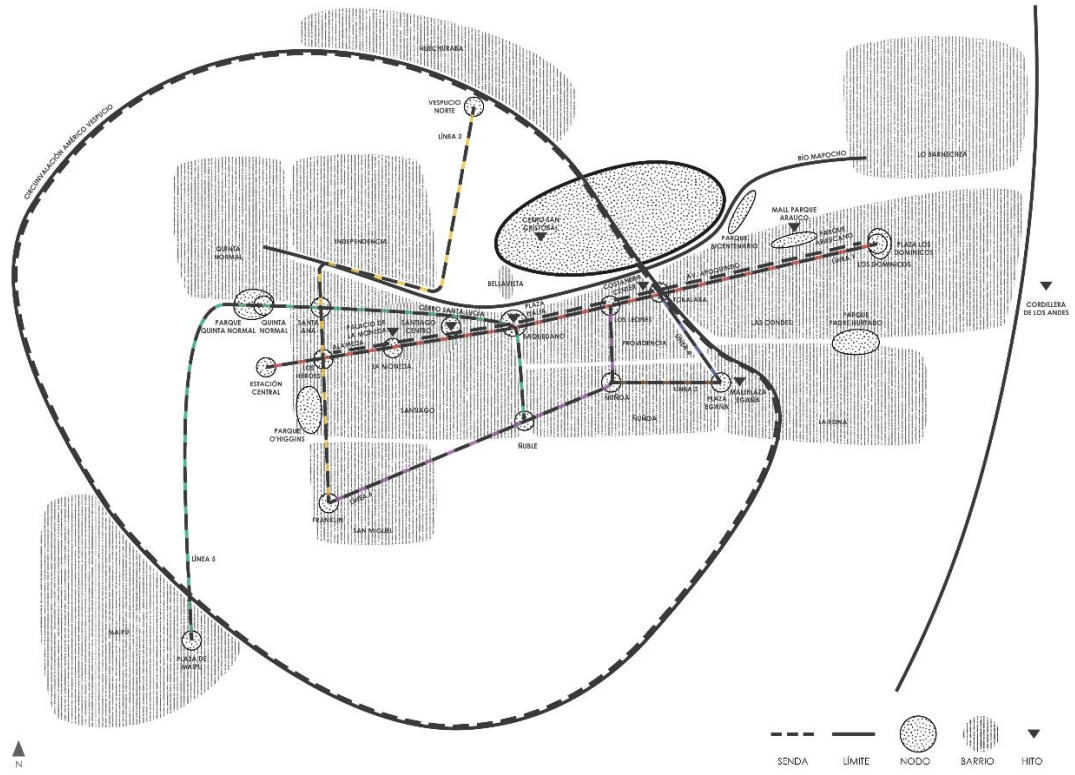 HUECHURABA
CIRCUNVALACIÓN AMÉRICO VESPUCIO
VESPUCIO
NORTE
LÍNEA 2
RÍO MAPOCHO
LO BARNECHEA
CERRO SAN
CRISTÓBAL
MALL PARQUE
ARAUCO
PARQUE
ARAUCANO
PARQUE
BICENTENARIO
INDEPENDENCIA
QUINTA
NORMAL
PLAZA LOS
DOMINICOS
LOS DOMINICOS
AV. APOQUINDO
LÍNEA 1
BELLAVISTA
COSTANERA
CENTER
TOBALABA
CORDILLERA
DE LOS ANDES
CERRO SANTA LUCÍA
PLAZA
ITALIA
BAQUEDANO
LOS LEONES
LAS CONDES
PARQUE
PADRE HURTADO
PARQUE
QUINTA NORMAL
QUINTA
NORMAL
SANTA
ANA
PALACIO DE
LA MONEDA
SANTIAGO
CENTRO
ALAMEDA
LA MONEDA
LOS
HÉROES
PROVIDENCIA
LÍNEA 4
ESTACIÓN
CENTRAL
ÑUÑOA
PLAZA
EGAÑA
MALLPLAZA
EGAÑA
SANTIAGO
ÑUÑOA
LA REINA
PARQUE
O'HIGGINS
ÑUBLE
LÍNEA 6
FRANKLIN
SAN MIGUEL
LÍNEA 5
MAIPÚ
PLAZA DE
MAIPÚ
N
SENDA
LÍMITE
NODO
BARRIO
HITO